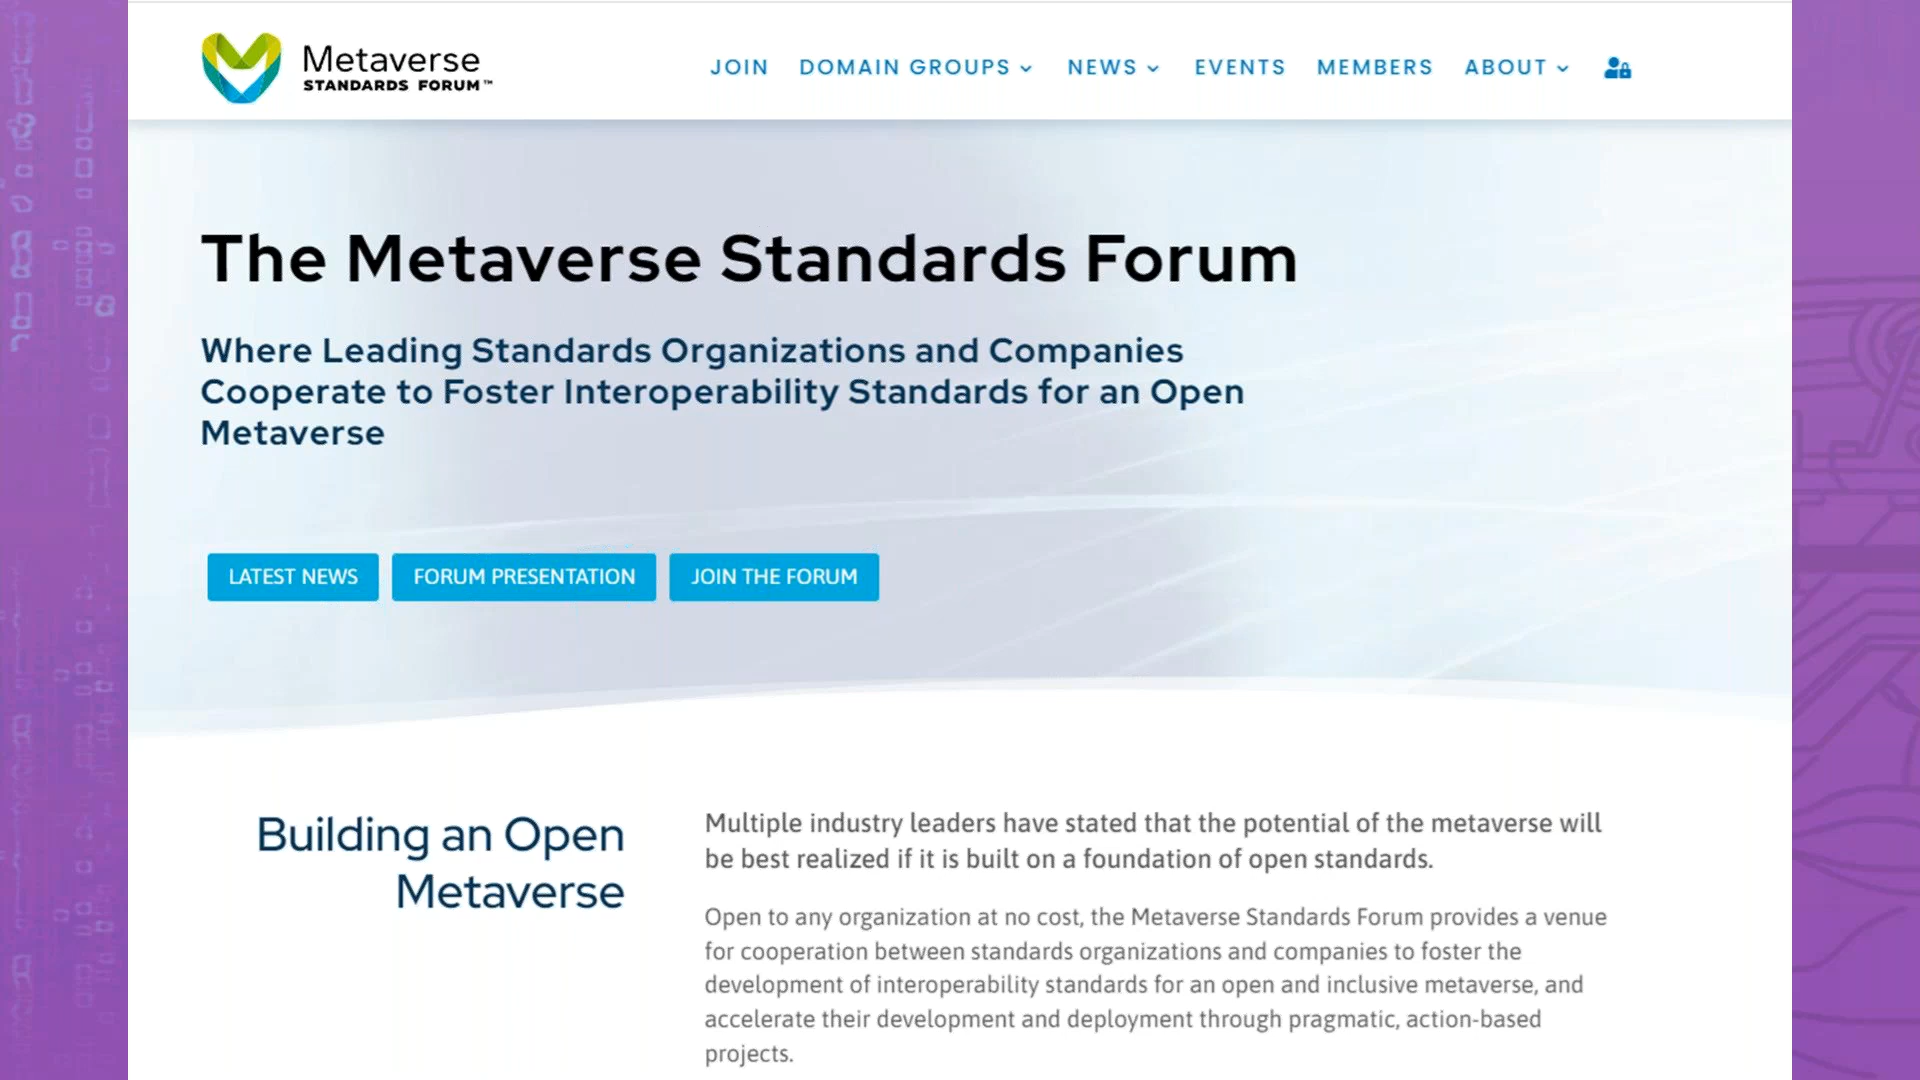 Metaverse
STANDARDS FORUM™
JOIN DOMAIN GROUPS NEWS EVENTS MEMBERS ABOUT
The Metaverse Standards Forum
Where Leading Standards Organizations and Companies
Cooperate to Foster Interoperability Standards for an Open
Metaverse
LATEST NEWS FORUM PRESENTATION JOIN THE FORUM
Building an Open
Metaverse
Multiple industry leaders have stated that the potential of the metaverse will
be best realized if it is built on a foundation of open standards.
Open to any organization at no cost, the Metaverse Standards Forum provides a venue
for cooperation between standards organizations and companies to foster the
development of interoperability standards for an open and inclusive metaverse, and
accelerate their development and deployment through pragmatic, action-based
projects.